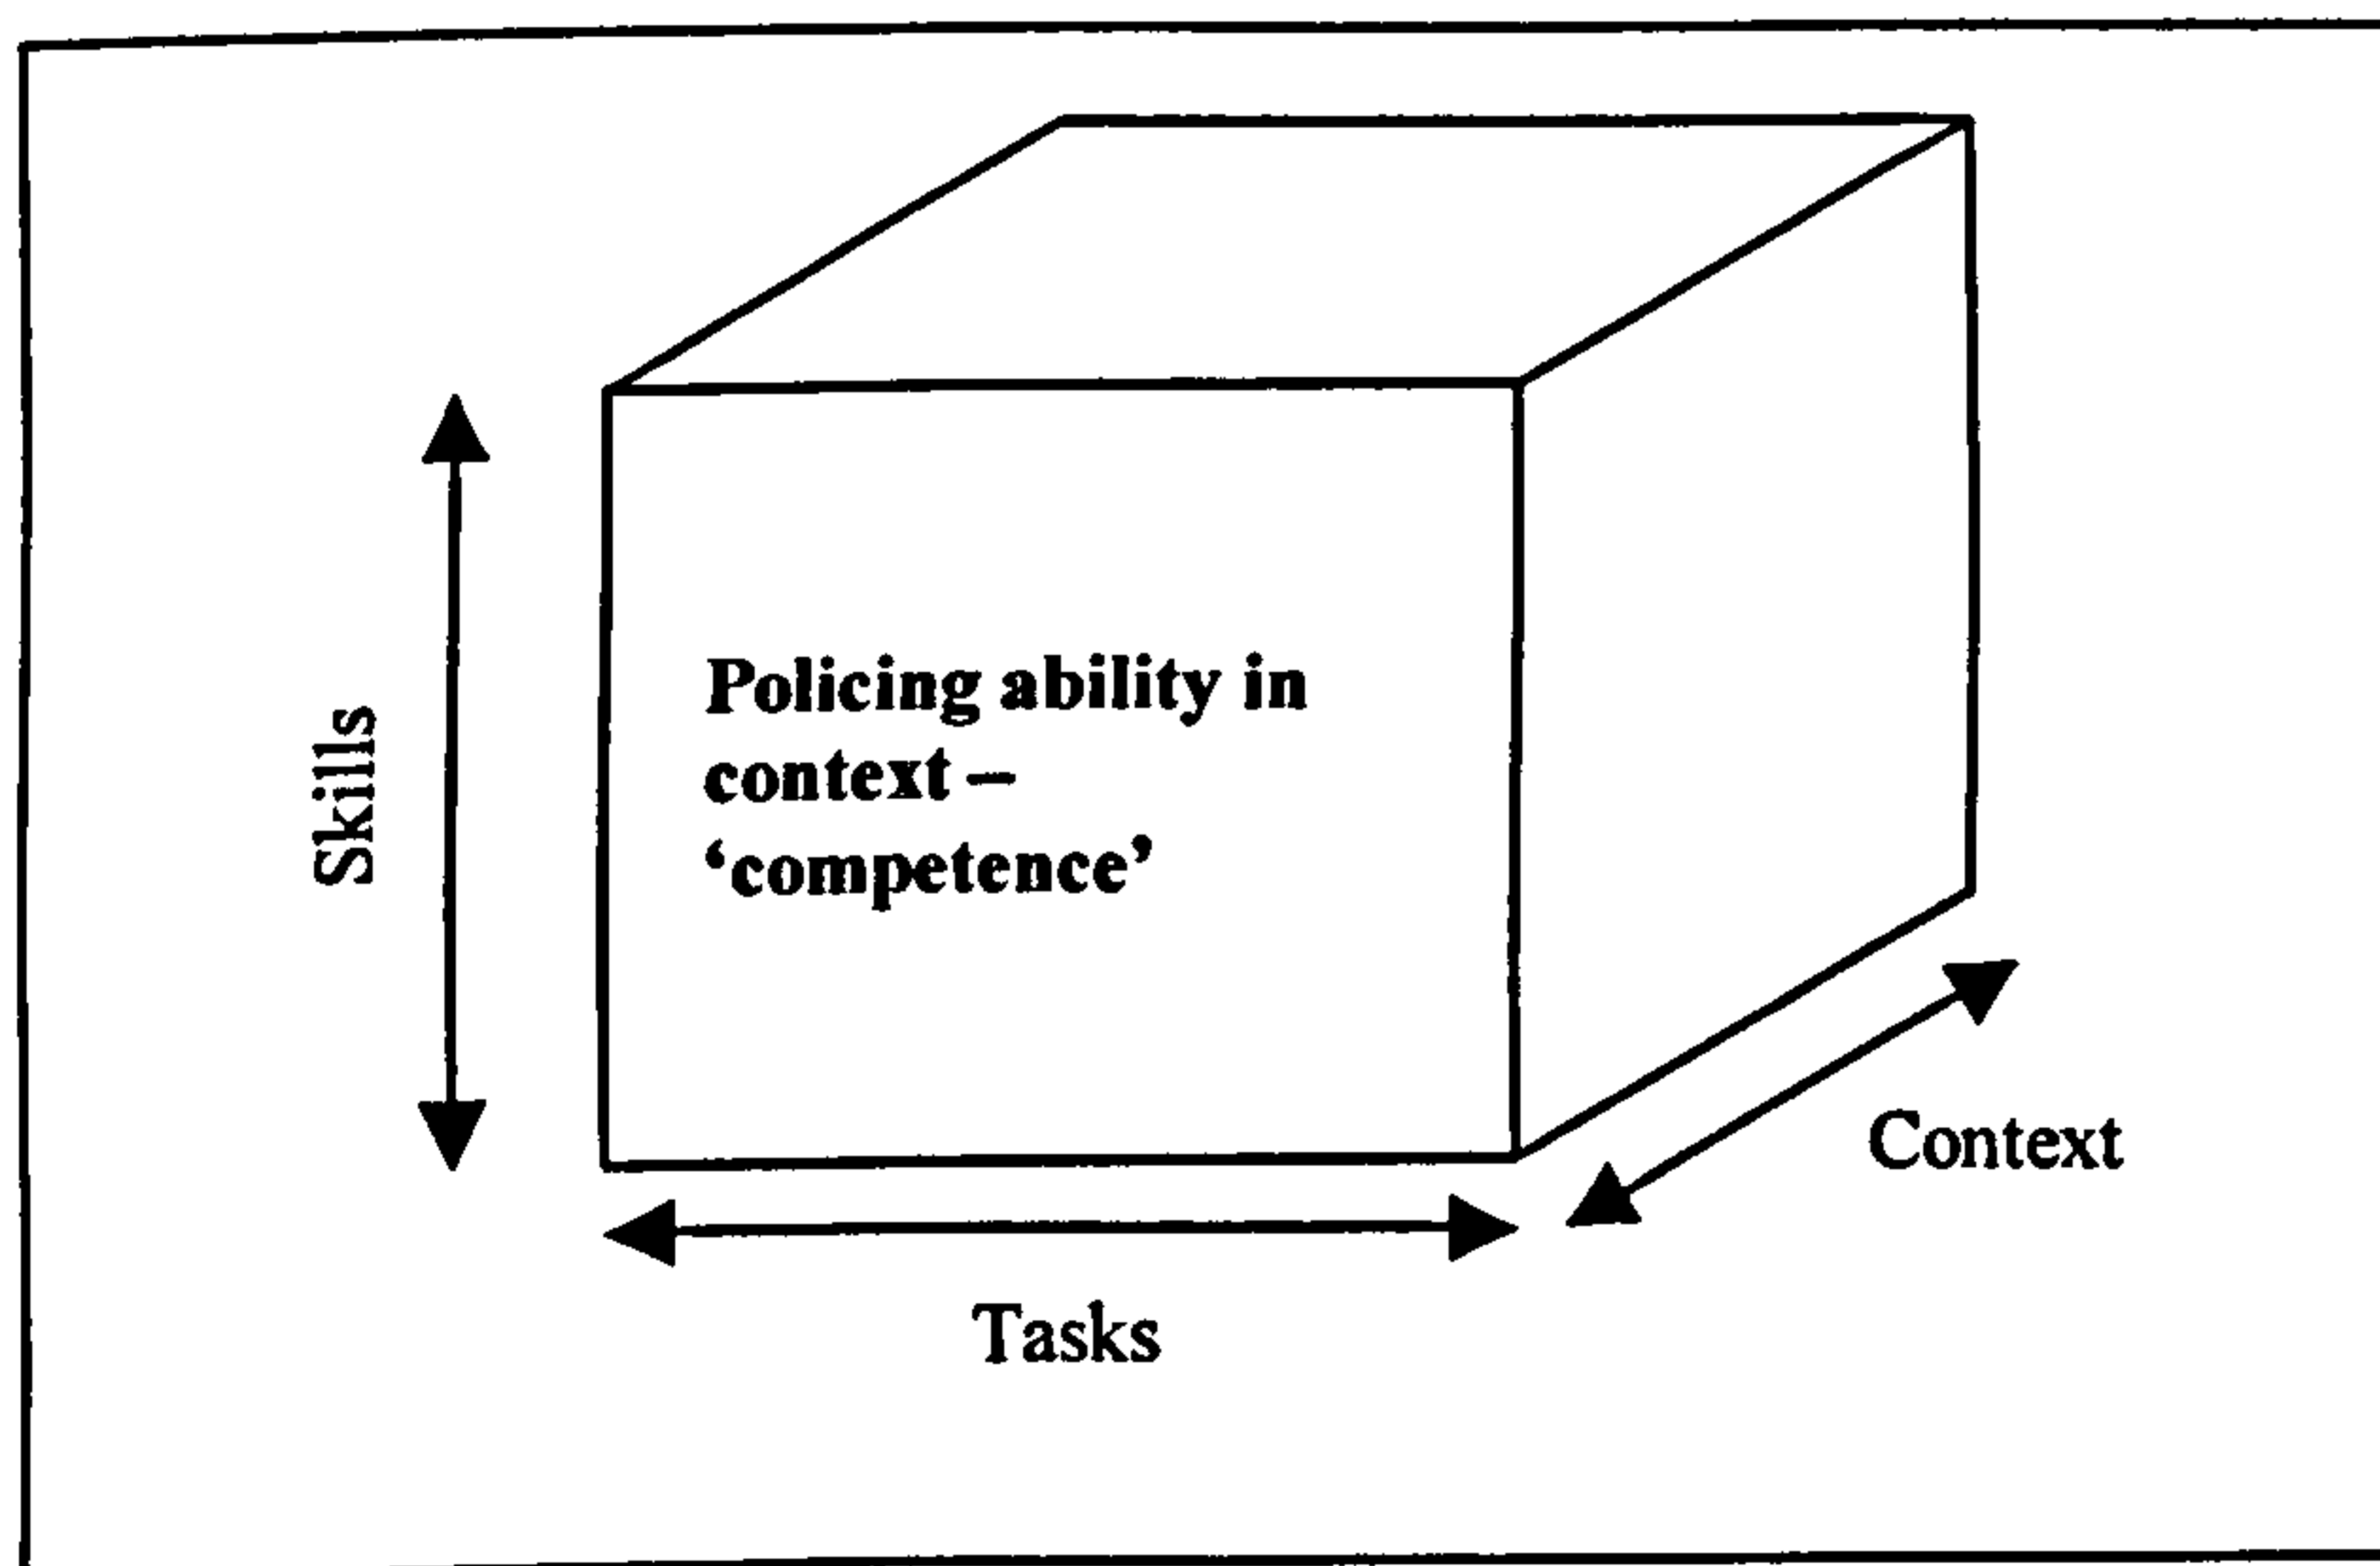 Skills
Policing ability in
context –
‘competence’
Context
Tasks